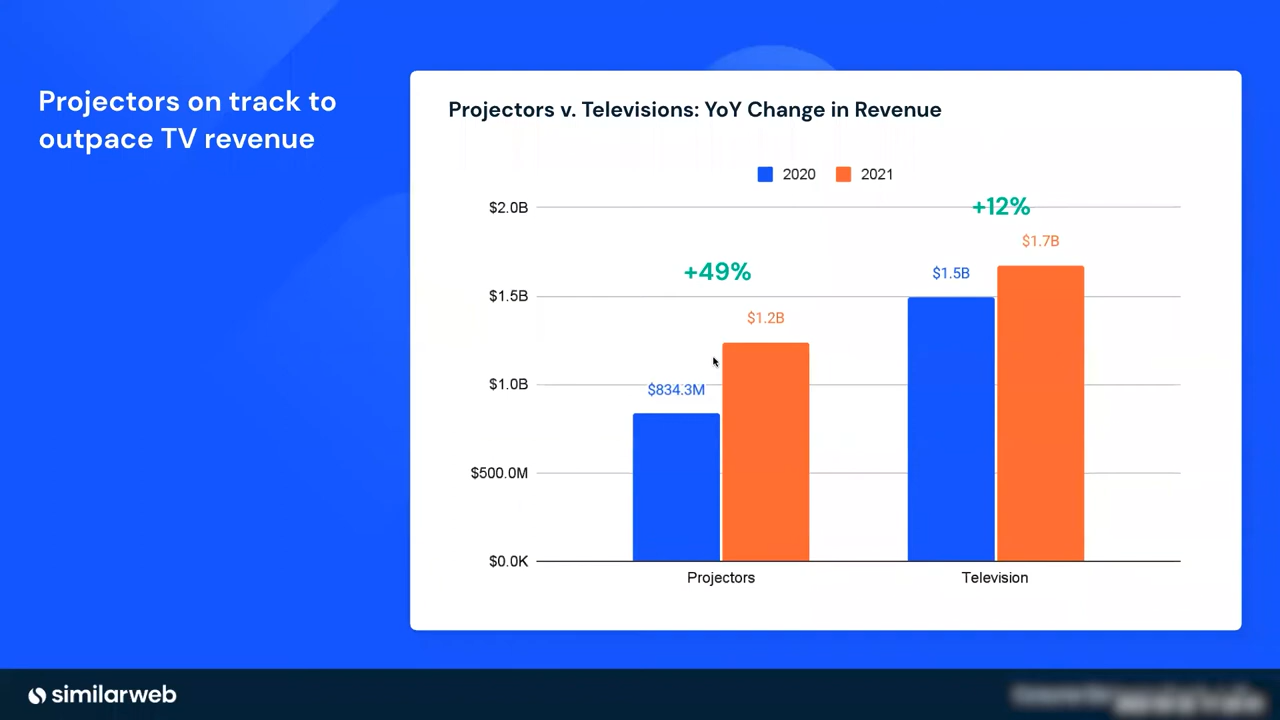 Projectors on track to
outpace TV revenue
Projectors v. Televisions: YoY Change in Revenue
2020 2021
$2.0B
+12%
$1.7B
+49%
$1.5B
$1.5B
$1.2B
$1.0B
$834.3M
$500.0M
$0.0K
Projectors Television
similarweb